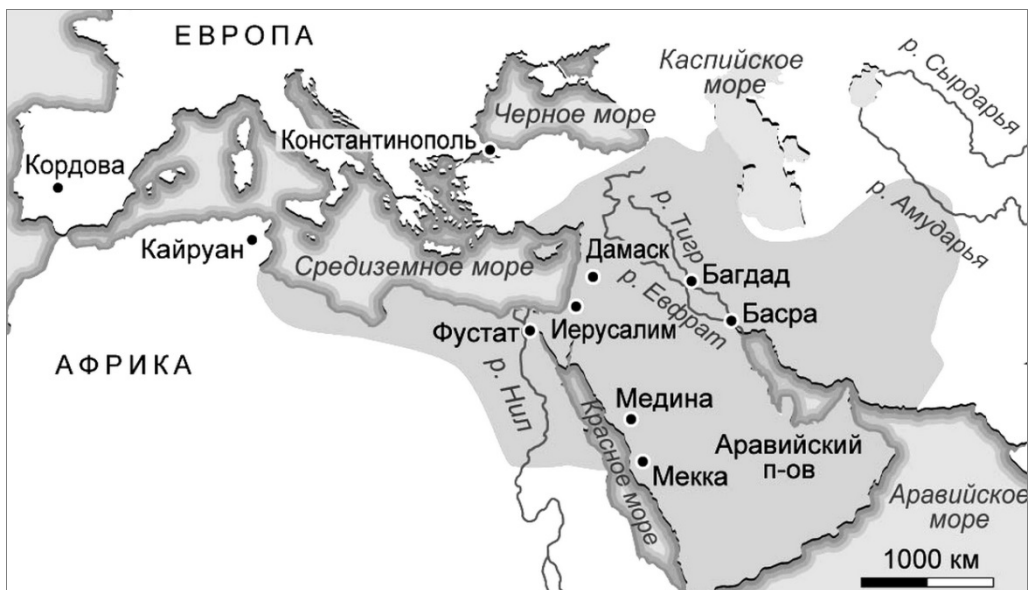 ЕВРОПА
Каспийское
море
р. Сырдарья
Черное море
Константинополь
Кордова
р. Амударья
Кайруан
Средиземное море
Дамаск
р. Тигр
Багдад
р. Евфрат
Басра
Фустат
Иерусалим
АФРИКА
р. Нил
Красное море
Медина
Мекка
Аравийский
п-ов
Аравийское
море
1000 км